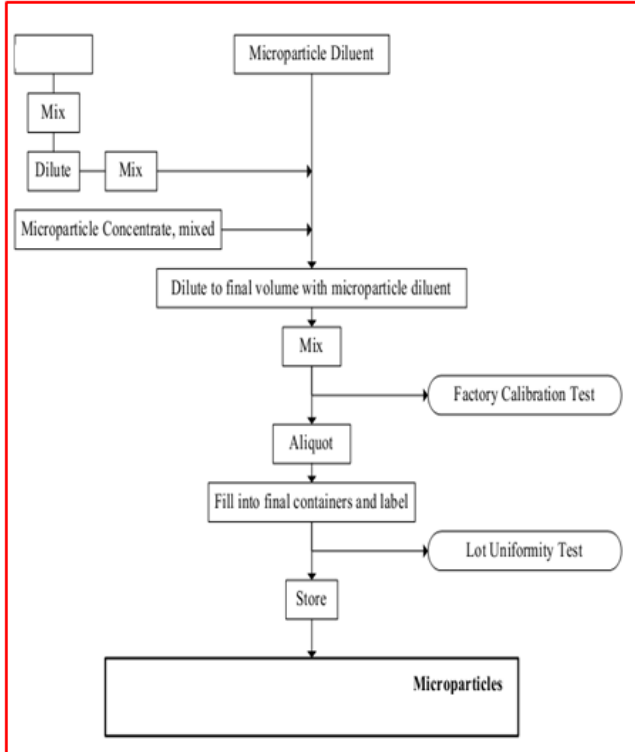 Microparticle Diluent
Mix
Dilute
Mix
Microparticle Concentrate, mixed
Dilute to final volume with microparticle diluent
Mix
Factory Calibration Test
Aliquot
Fill into final containers and label
Lot Uniformity Test
Store
Microparticles